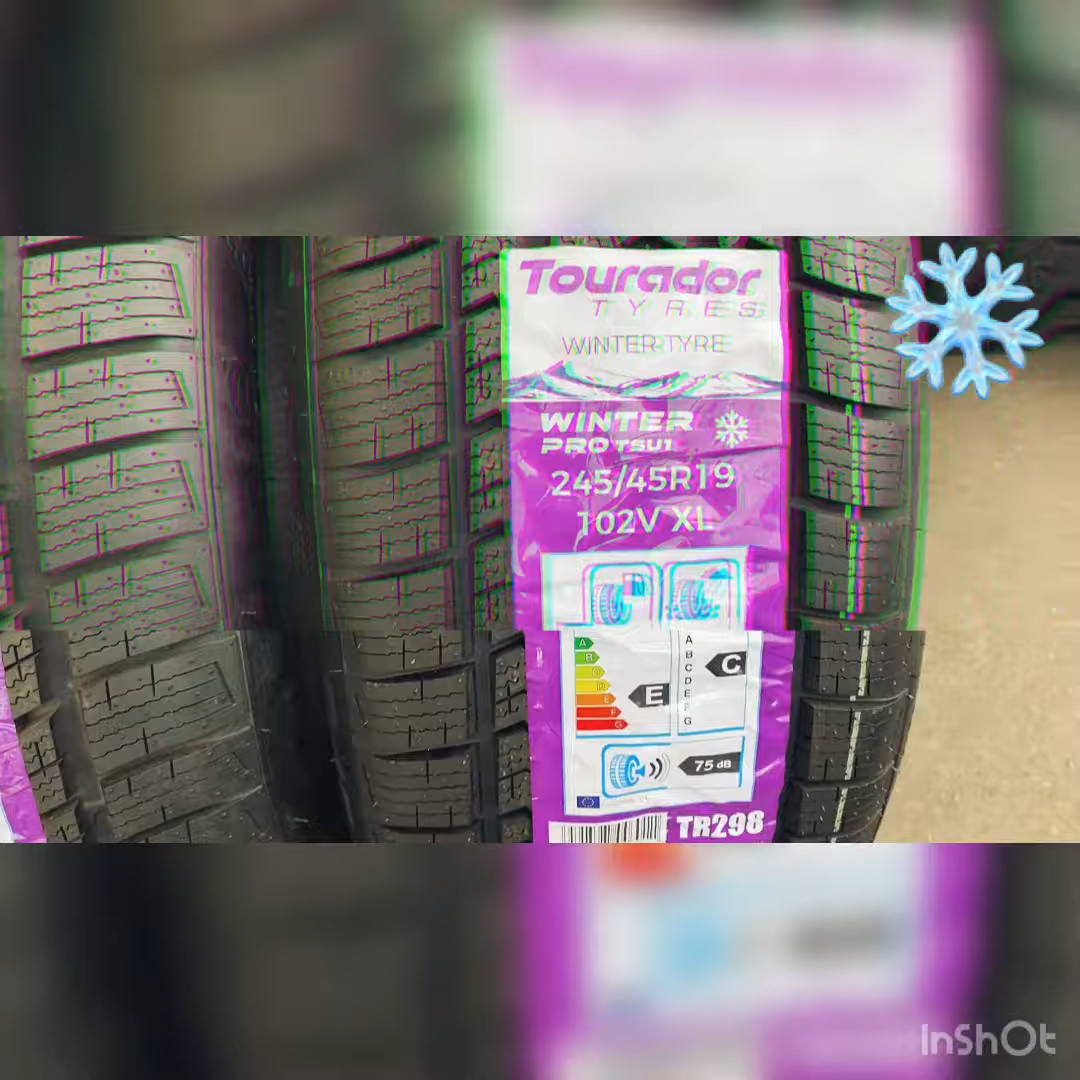 Tourador
TYRES
WINTER TYRE
WINTER
PRO TSU1
245/45R19
102V XL
A
B
C
D
E
F
G
E
A
B
C
D
E
F
G
C
75 dB
TR298
InShOt